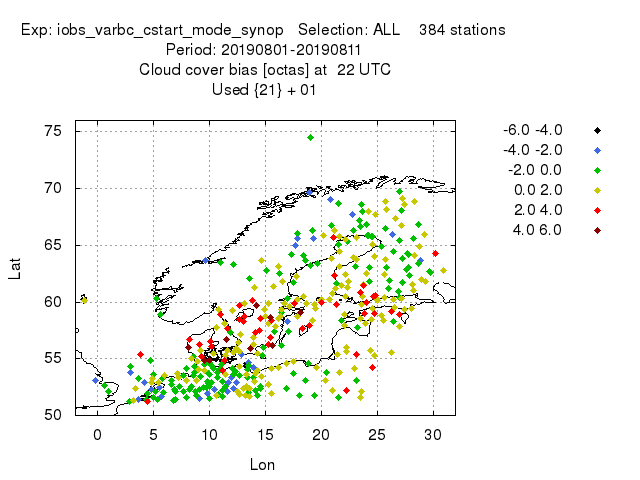 Exp: iobs_varbc_cstart_mode_synop   Selection: ALL    384 stations
Period: 20190801-20190811
Cloud cover bias [octas] at  22 UTC
Used {21} + 01
-6.0 -4.0
-4.0 -2.0
-2.0 0.0
0.0 2.0
2.0 4.0
4.0 6.0
75
70
65
60
55
50
Lat
0 5 10 15 20 25 30
Lon